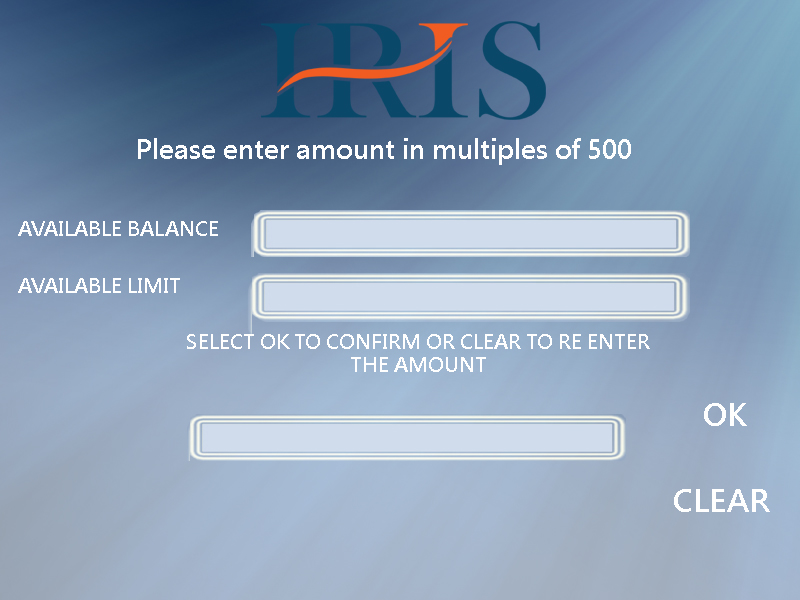 IRIS
Please enter amount in multiples of 500
AVAILABLE BALANCE
AVAILABLE LIMIT
SELECT OK TO CONFIRM OR CLEAR TO RE ENTER
THE AMOUNT
OK
CLEAR